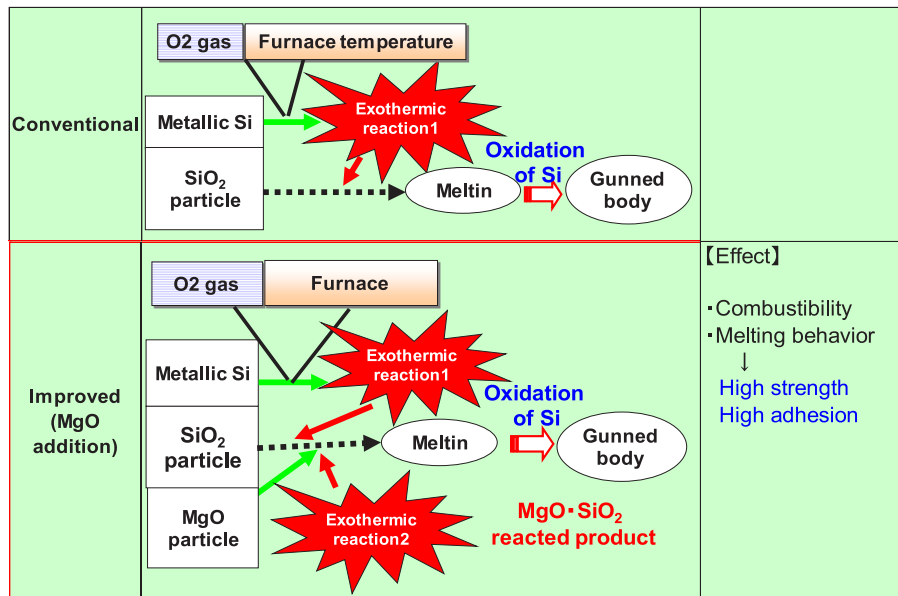 O2 gas
Furnace temperature
Conventional
Metallic Si
Exothermic
reaction1
SiO₂
particle
Meltin
Oxidation
of Si
Gunned
body
Improved
(MgO
addition)
O2 gas
Furnace
Metallic Si
Exothermic
reaction1
SiO₂
particle
Meltin
Oxidation
of Si
Gunned
body
MgO
particle
Exothermic
reaction2
MgO・SiO₂
reacted product
【Effect】
・Combustibility
・Melting behavior
↓
High strength
High adhesion